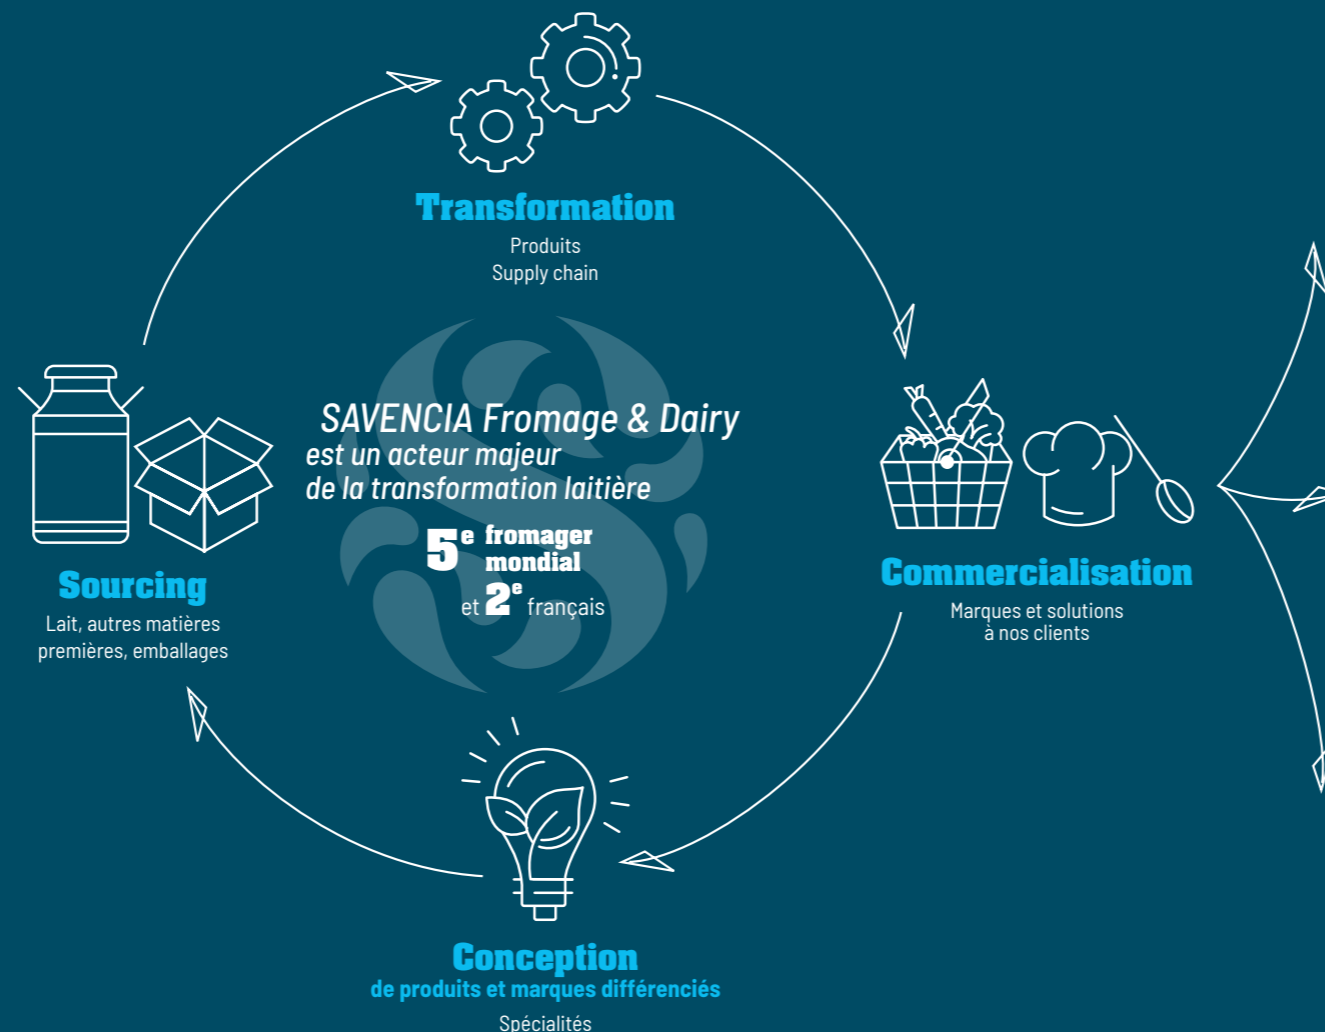 Transformation
Produits
Supply chain
SAVENCIA Fromage & Dairy
est un acteur majeur
de la transformation laitière
5e fromager
mondial
et 2e français
Sourcing
Lait, autres matières
premières, emballages
Commercialisation
Marques et solutions
à nos clients
Conception
de produits et marques différenciés
Spécialités